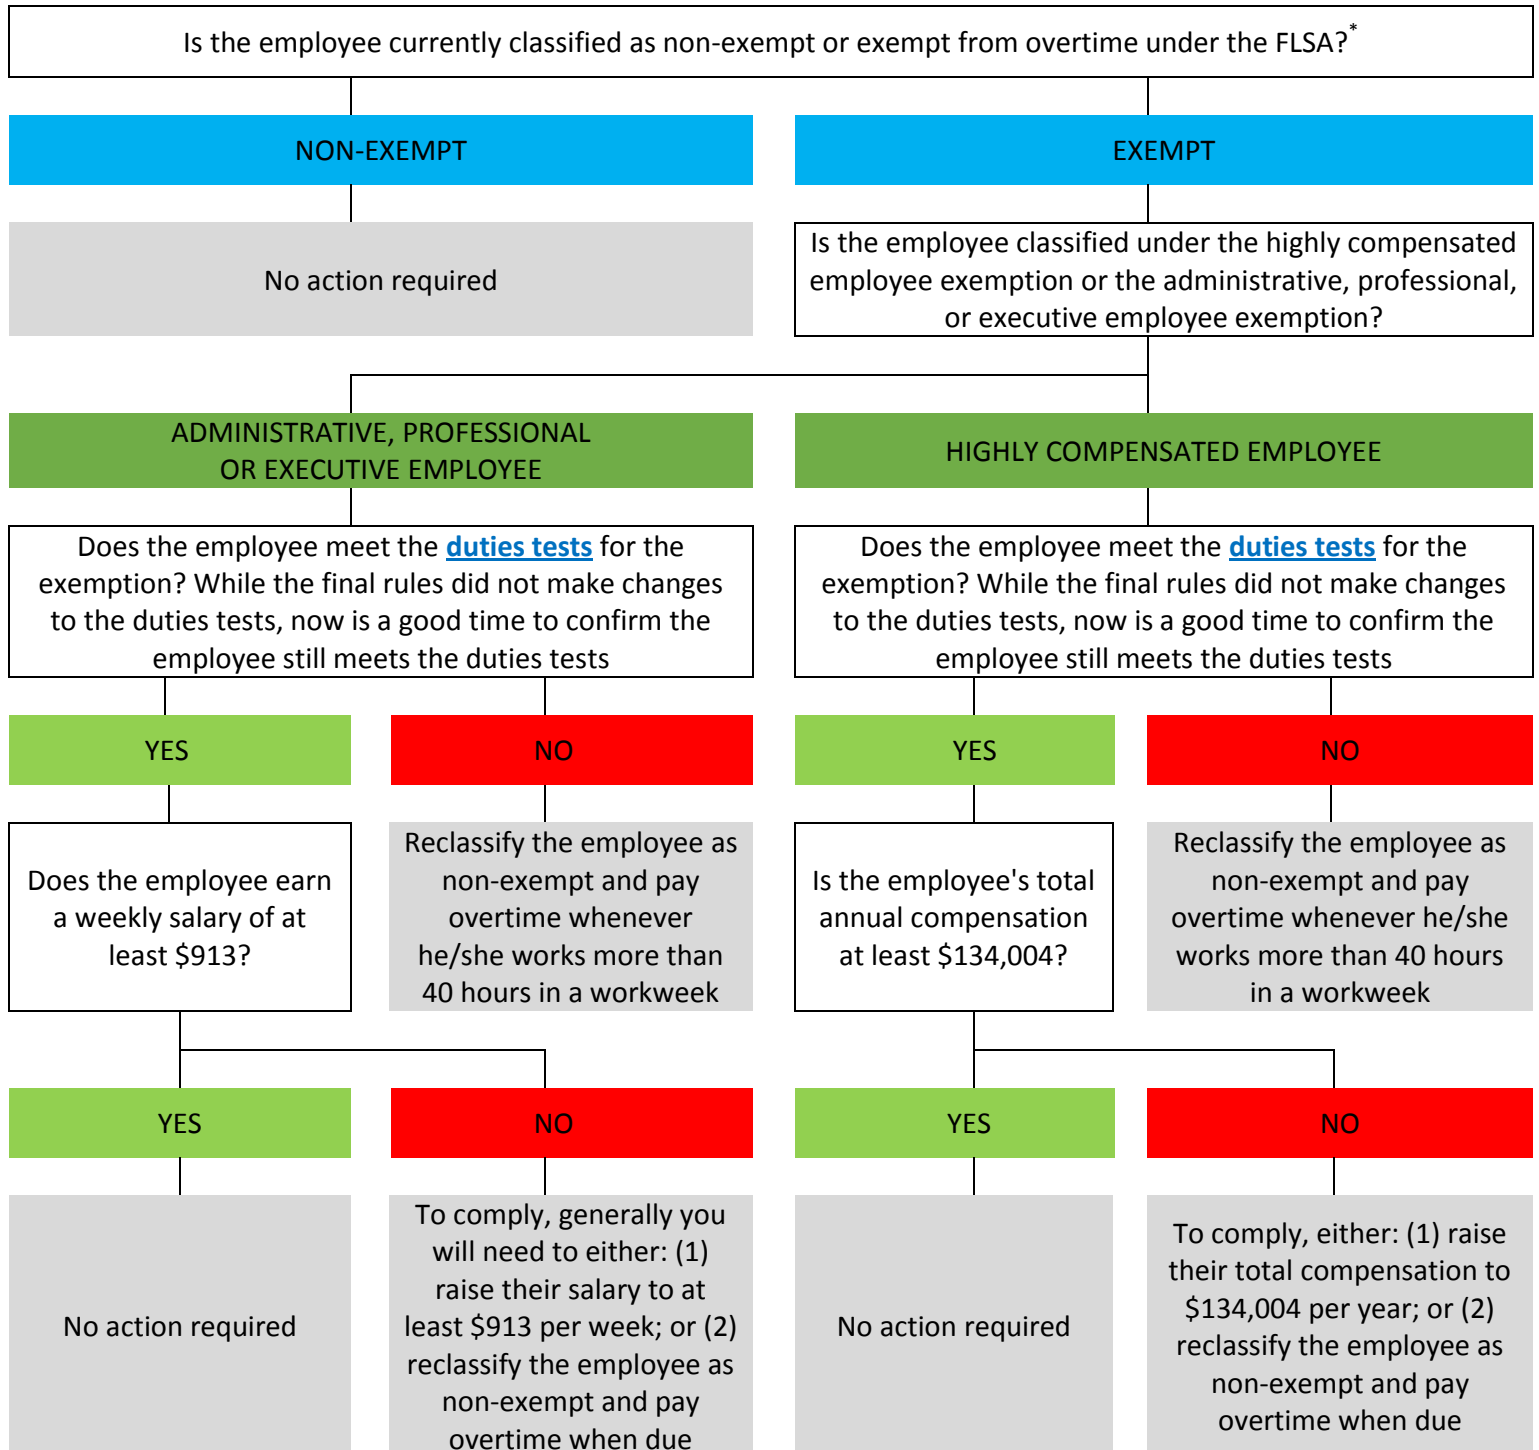 Is the employee currently classified as non-exempt or exempt from overtime under the FLSA?*
NON-EXEMPT
EXEMPT
No action required
Is the employee classified under the highly compensated
employee exemption or the administrative, professional,
or executive employee exemption?
ADMINISTRATIVE, PROFESSIONAL
OR EXECUTIVE EMPLOYEE
HIGHLY COMPENSATED EMPLOYEE
Does the employee meet the duties tests for the
exemption? While the final rules did not make changes
to the duties tests, now is a good time to confirm the
employee still meets the duties tests
Does the employee meet the duties tests for the
exemption? While the final rules did not make changes
to the duties tests, now is a good time to confirm the
employee still meets the duties tests
YES
NO
YES
NO
Does the employee earn
a weekly salary of at
least $913?
Reclassify the employee as
non-exempt and pay
overtime whenever
he/she works more than
40 hours in a workweek
Is the employee's total
annual compensation
at least $134,004?
Reclassify the employee as
non-exempt and pay
overtime whenever he/she
works more than 40 hours
in a workweek
YES
NO
YES
NO
No action required
To comply, generally you
will need to either: (1)
raise their salary to at
least $913 per week; or (2)
reclassify the employee as
non-exempt and pay
overtime when due
No action required
To comply, either: (1) raise
their total compensation to
$134,004 per year; or (2)
reclassify the employee as
non-exempt and pay
overtime when due